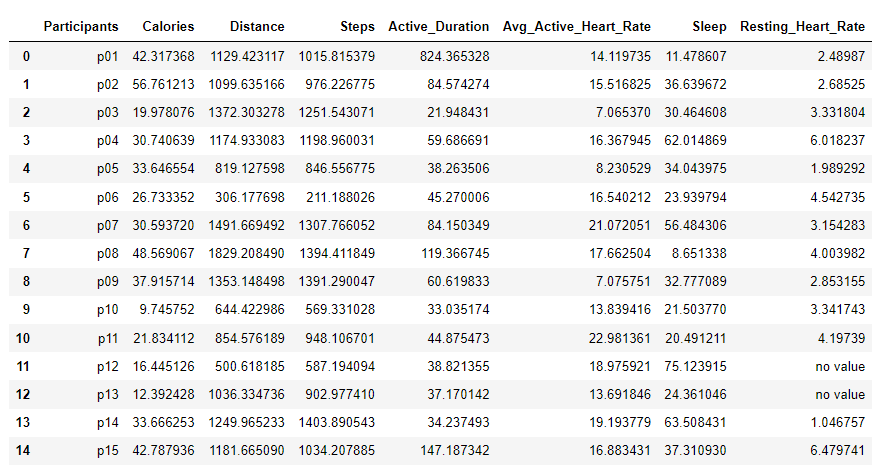 Participants Calories Distance Steps Active_Duration Avg_Active_Heart_Rate Sleep Resting_Heart_Rate
0 p01 42.317368 1129.423117 1015.815379 824.365328 14.119735 11.478607 2.48987
1 p02 56.761213 1099.635166 976.226775 84.574274 15.516825 36.639672 2.68525
2 p03 19.978076 1372.303278 1251.543071 21.948431 7.065370 30.464608 3.331804
3 p04 30.740639 1174.933083 1198.960031 59.686691 16.367945 62.014869 6.018237
4 p05 33.646554 819.127598 846.556775 38.263506 8.230529 34.043975 1.989292
5 p06 26.733352 306.177698 211.188026 45.270006 16.540212 23.939794 4.542735
6 p07 30.593720 1491.669492 1307.766052 84.150349 21.072051 56.484306 3.154283
7 p08 48.569067 1829.208490 1394.411849 119.366745 17.662504 8.651338 4.003982
8 p09 37.915714 1353.148498 1391.290047 60.619833 7.075751 32.777089 2.853155
9 p10 9.745752 644.422986 569.331028 33.035174 13.839416 21.503770 3.341743
10 p11 21.834112 854.576189 948.106701 44.875473 22.981361 20.491211 4.19739
11 p12 16.445126 500.618185 587.194094 38.821355 18.975921 75.123915 no value
12 p13 12.392428 1036.334736 902.977410 37.170142 13.691846 24.361046 no value
13 p14 33.666253 1249.965233 1403.890543 34.237493 19.193779 63.508431 1.046757
14 p15 42.787936 1181.665090 1034.207885 147.187342 16.883431 37.310930 6.479741